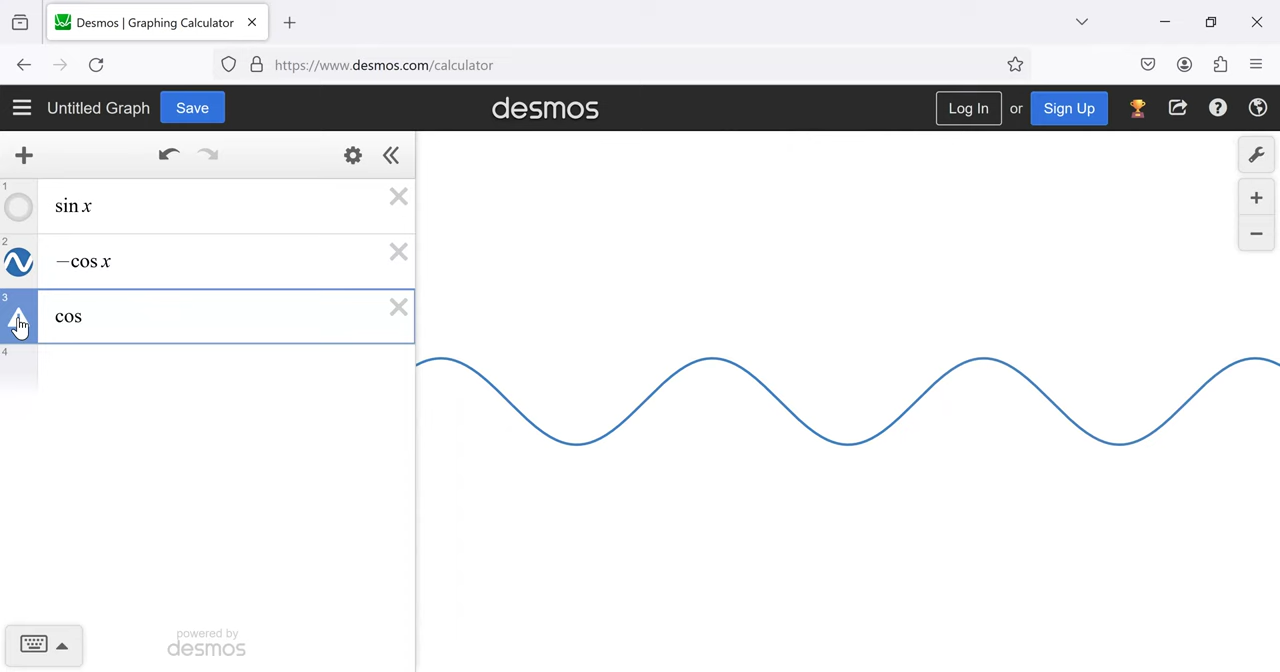 Desmos | Graphing Calculator
https://www.desmos.com/calculator
Untitled Graph Save desmos Log In or Sign Up
1
sin x
2
−cos x
3
cos
4
powered by
desmos